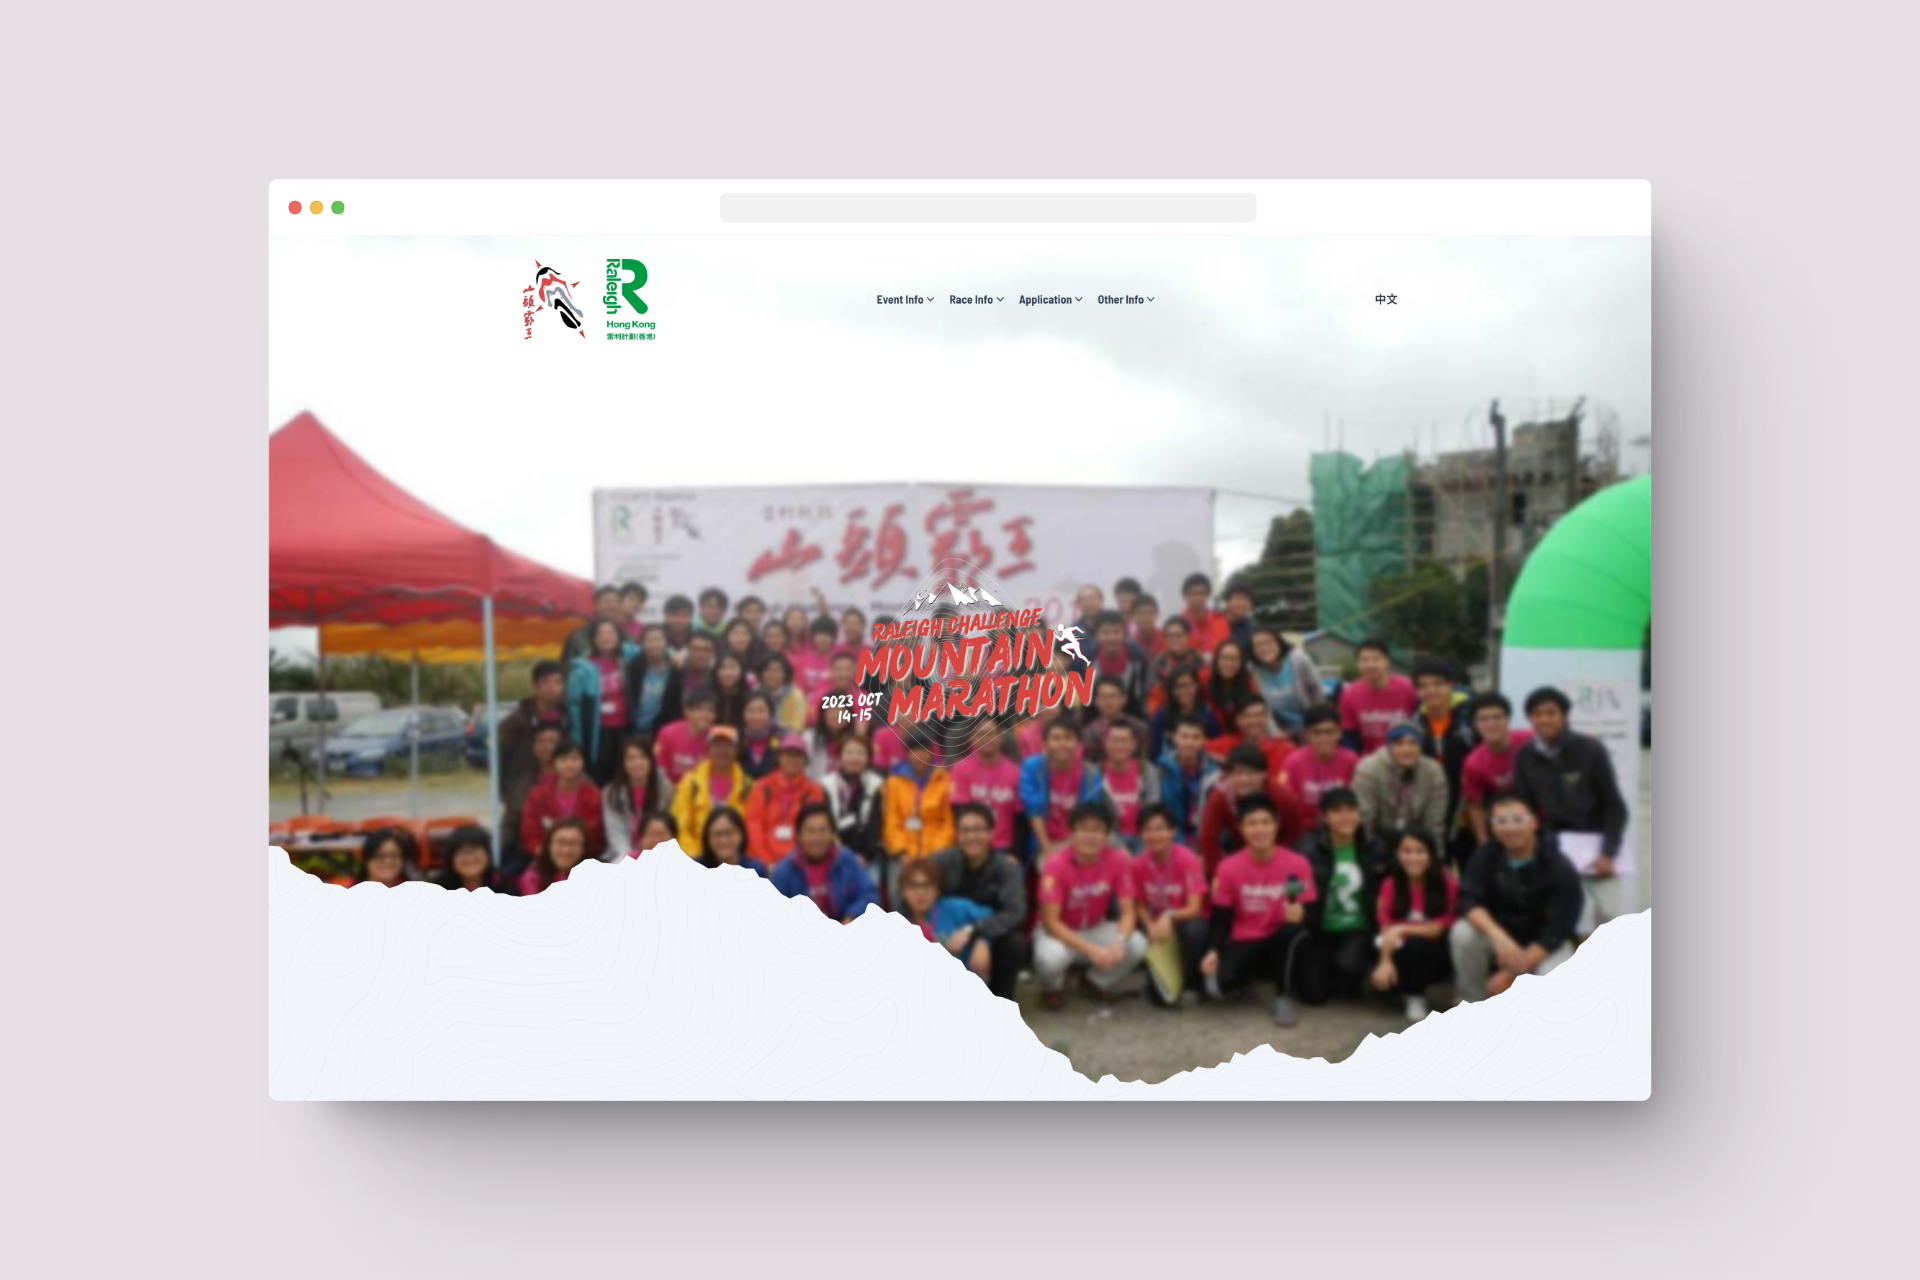 山頭霸王
Raleigh
R
Hong Kong
雷利計劃(香港)
Event Info
Race Info
Application
Other Info
中文
山頭霸王
RALEIGH CHALLENGE
MOUNTAIN
MARATHON
2023 OCT
14-15